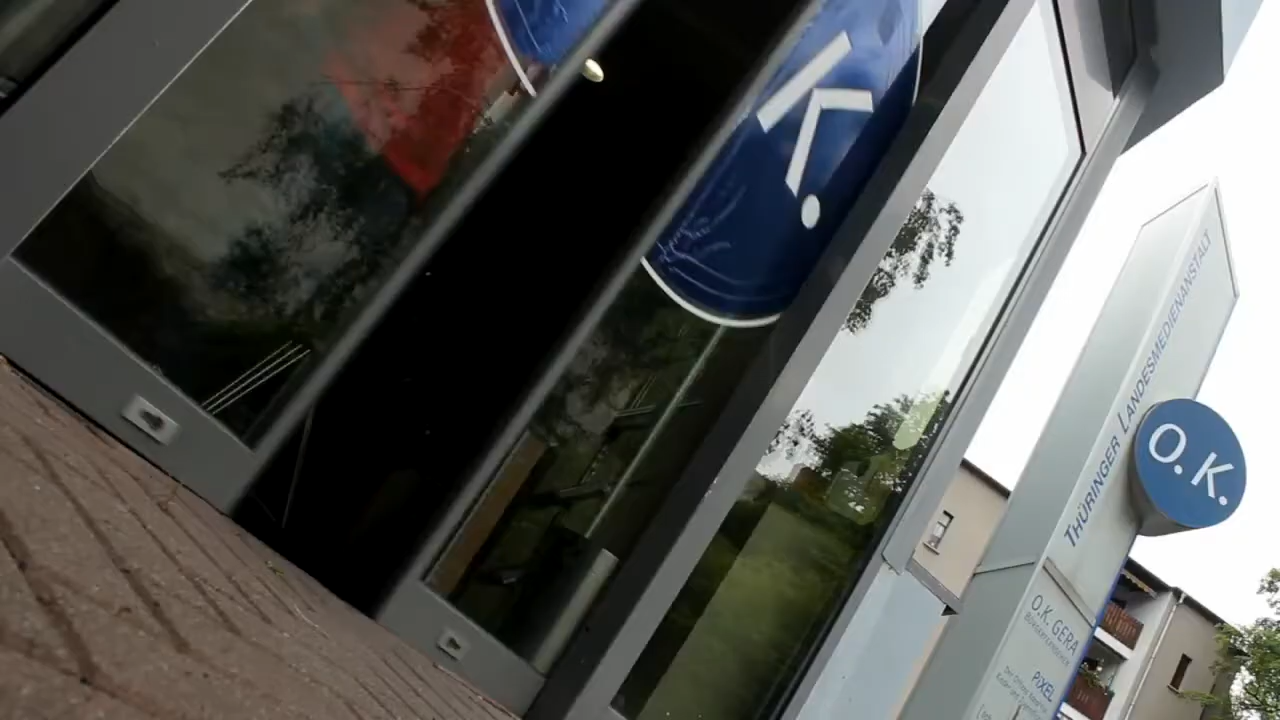 K.
THÜRINGER LANDESMEDIENANSTALT
O.K.
O.K. GERA
PiXEL